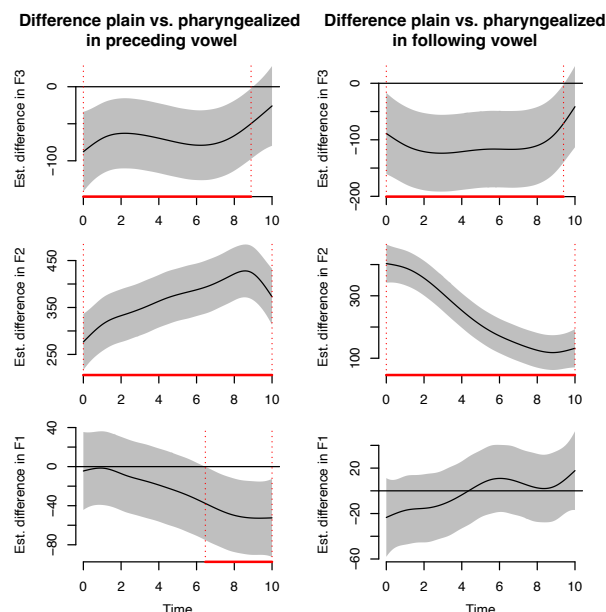 Difference plain vs. pharyngealized
in preceding vowel
Difference plain vs. pharyngealized
in following vowel
Est. difference in F3
0
-100
0 2 4 6 8 10
Est. difference in F3
0
-100
-200
0 2 4 6 8 10
Est. difference in F2
450
350
250
0 2 4 6 8 10
Est. difference in F2
400
100
0 2 4 6 8 10
Est. difference in F1
40
0
-40
-80
0 2 4 6 8 10
Time
Est. difference in F1
20
-20
-60
0 2 4 6 8 10
Time